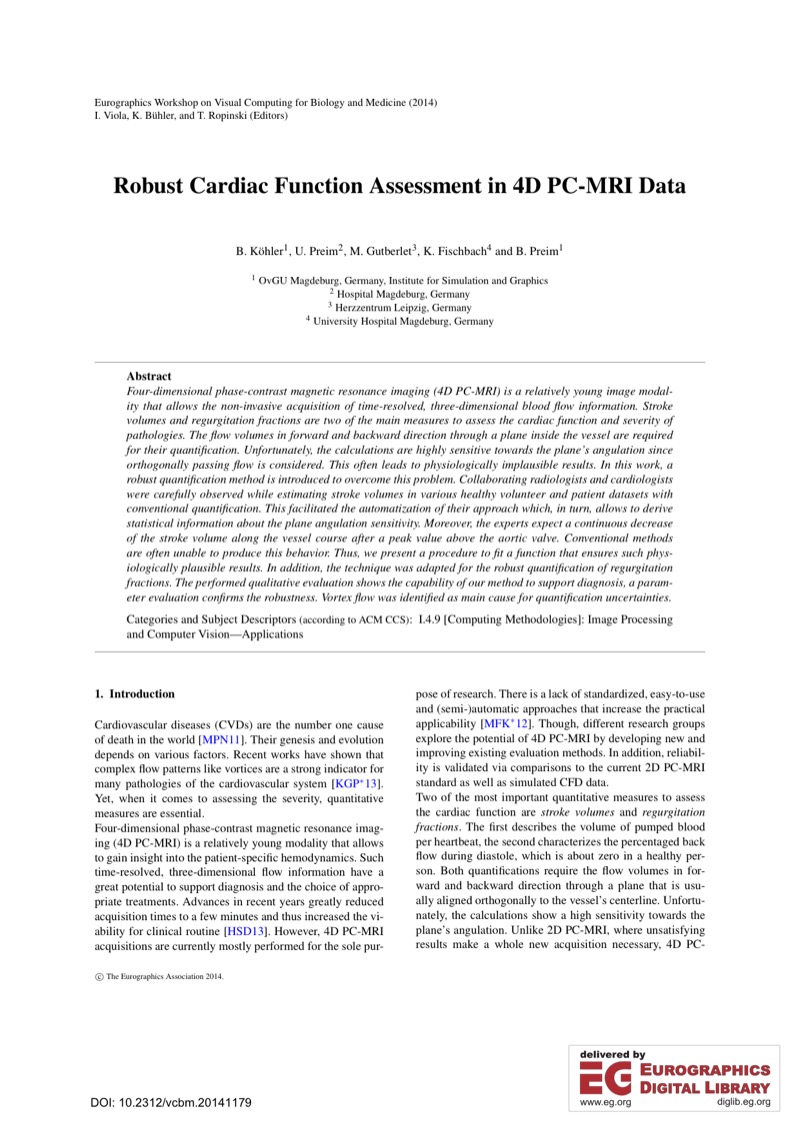 Eurographics Workshop on Visual Computing for Biology and Medicine (2014)
I. Viola, K. Bühler, and T. Ropinski (Editors)
Robust Cardiac Function Assessment in 4D PC-MRI Data
B. Köhler1, U. Preim2, M. Gutberlet3, K. Fischbach4 and B. Preim1
1 OvGU Magdeburg, Germany, Institute for Simulation and Graphics
2 Hospital Magdeburg, Germany
3 Herzzentrum Leipzig, Germany
4 University Hospital Magdeburg, Germany
Abstract
Four-dimensional phase-contrast magnetic resonance imaging (4D PC-MRI) is a relatively young image modal-
ity that allows the non-invasive acquisition of time-resolved, three-dimensional blood flow information. Stroke
volumes and regurgitation fractions are two of the main measures to assess the cardiac function and severity of
pathologies. The flow volumes in forward and backward direction through a plane inside the vessel are required
for their quantification. Unfortunately, the calculations are highly sensitive towards the plane's angulation since
orthogonally passing flow is considered. This often leads to physiologically implausible results. In this work, a
robust quantification method is introduced to overcome this problem. Collaborating radiologists and cardiologists
were carefully observed while estimating stroke volumes in various healthy volunteer and patient datasets with
conventional quantification. This facilitated the automatization of their approach which, in turn, allows to derive
statistical information about the plane angulation sensitivity. Moreover, the experts expect a continuous decrease
of the stroke volume along the vessel course after a peak value above the aortic valve. Conventional methods
are often unable to produce this behavior. Thus, we present a procedure to fit a function that ensures such phys-
iologically plausible results. In addition, the technique was adapted for the robust quantification of regurgitation
fractions. The performed qualitative evaluation shows the capability of our method to support diagnosis, a param-
eter evaluation confirms the robustness. Vortex flow was identified as main cause for quantification uncertainties.
Categories and Subject Descriptors (according to ACM CCS): I.4.9 [Computing Methodologies]: Image Processing
and Computer Vision—Applications
1. Introduction
Cardiovascular diseases (CVDs) are the number one cause
of death in the world [MPN11]. Their genesis and evolution
depends on various factors. Recent works have shown that
complex flow patterns like vortices are a strong indicator for
many pathologies of the cardiovascular system [KGP*13].
Yet, when it comes to assessing the severity, quantitative
measures are essential.
Four-dimensional phase-contrast magnetic resonance imag-
ing (4D PC-MRI) is a relatively young modality that allows
to gain insight into the patient-specific hemodynamics. Such
time-resolved, three-dimensional flow information have a
great potential to support diagnosis and the choice of appro-
priate treatments. Advances in recent years greatly reduced
acquisition times to a few minutes and thus increased the vi-
ability for clinical routine [HSD13]. However, 4D PC-MRI
acquisitions are currently mostly performed for the sole pur-
pose of research. There is a lack of standardized, easy-to-use
and (semi-)automatic approaches that increase the practical
applicability [MFK*12]. Though, different research groups
explore the potential of 4D PC-MRI by developing new and
improving existing evaluation methods. In addition, reliabil-
ity is validated via comparisons to the current 2D PC-MRI
standard as well as simulated CFD data.
Two of the most important quantitative measures to assess
the cardiac function are stroke volumes and regurgitation
fractions. The first describes the volume of pumped blood
per heartbeat, the second characterizes the percentaged back
flow during diastole, which is about zero in a healthy per-
son. Both quantifications require the flow volumes in for-
ward and backward direction through a plane that is usu-
ally aligned orthogonally to the vessel's centerline. Unfortu-
nately, the calculations show a high sensitivity towards the
plane's angulation. Unlike 2D PC-MRI, where unsatisfying
results make a whole new acquisition necessary, 4D PC-
© The Eurographics Association 2014.
delivered by
EG EUROGRAPHICS
DIGITAL LIBRARY
www.eg.org diglib.eg.org
DOI: 10.2312/vcbm.20141179